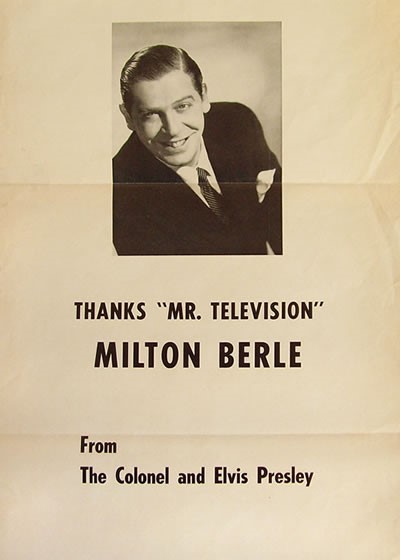 THANKS "MR. TELEVISION"
MILTON BERLE
From
The Colonel and Elvis Presley